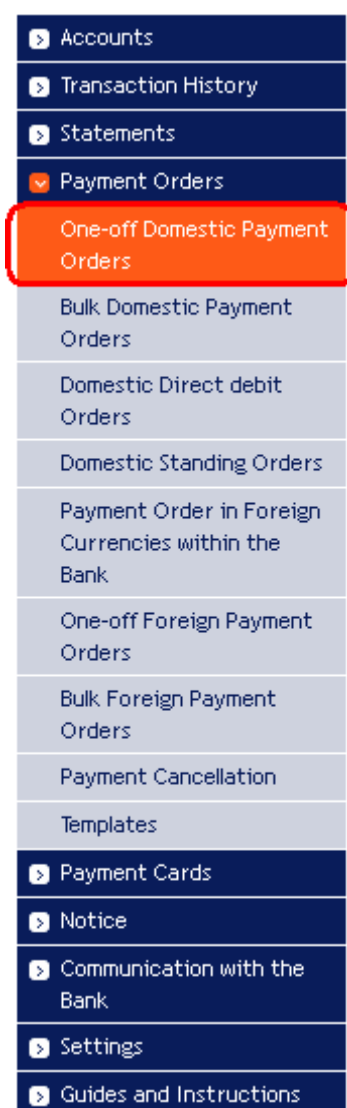 Accounts
Transaction History
Statements
Payment Orders
One-off Domestic Payment
Orders
Bulk Domestic Payment
Orders
Domestic Direct debit
Orders
Domestic Standing Orders
Payment Order in Foreign
Currencies within the
Bank
One-off Foreign Payment
Orders
Bulk Foreign Payment
Orders
Payment Cancellation
Templates
Payment Cards
Notice
Communication with the
Bank
Settings
Guides and Instructions